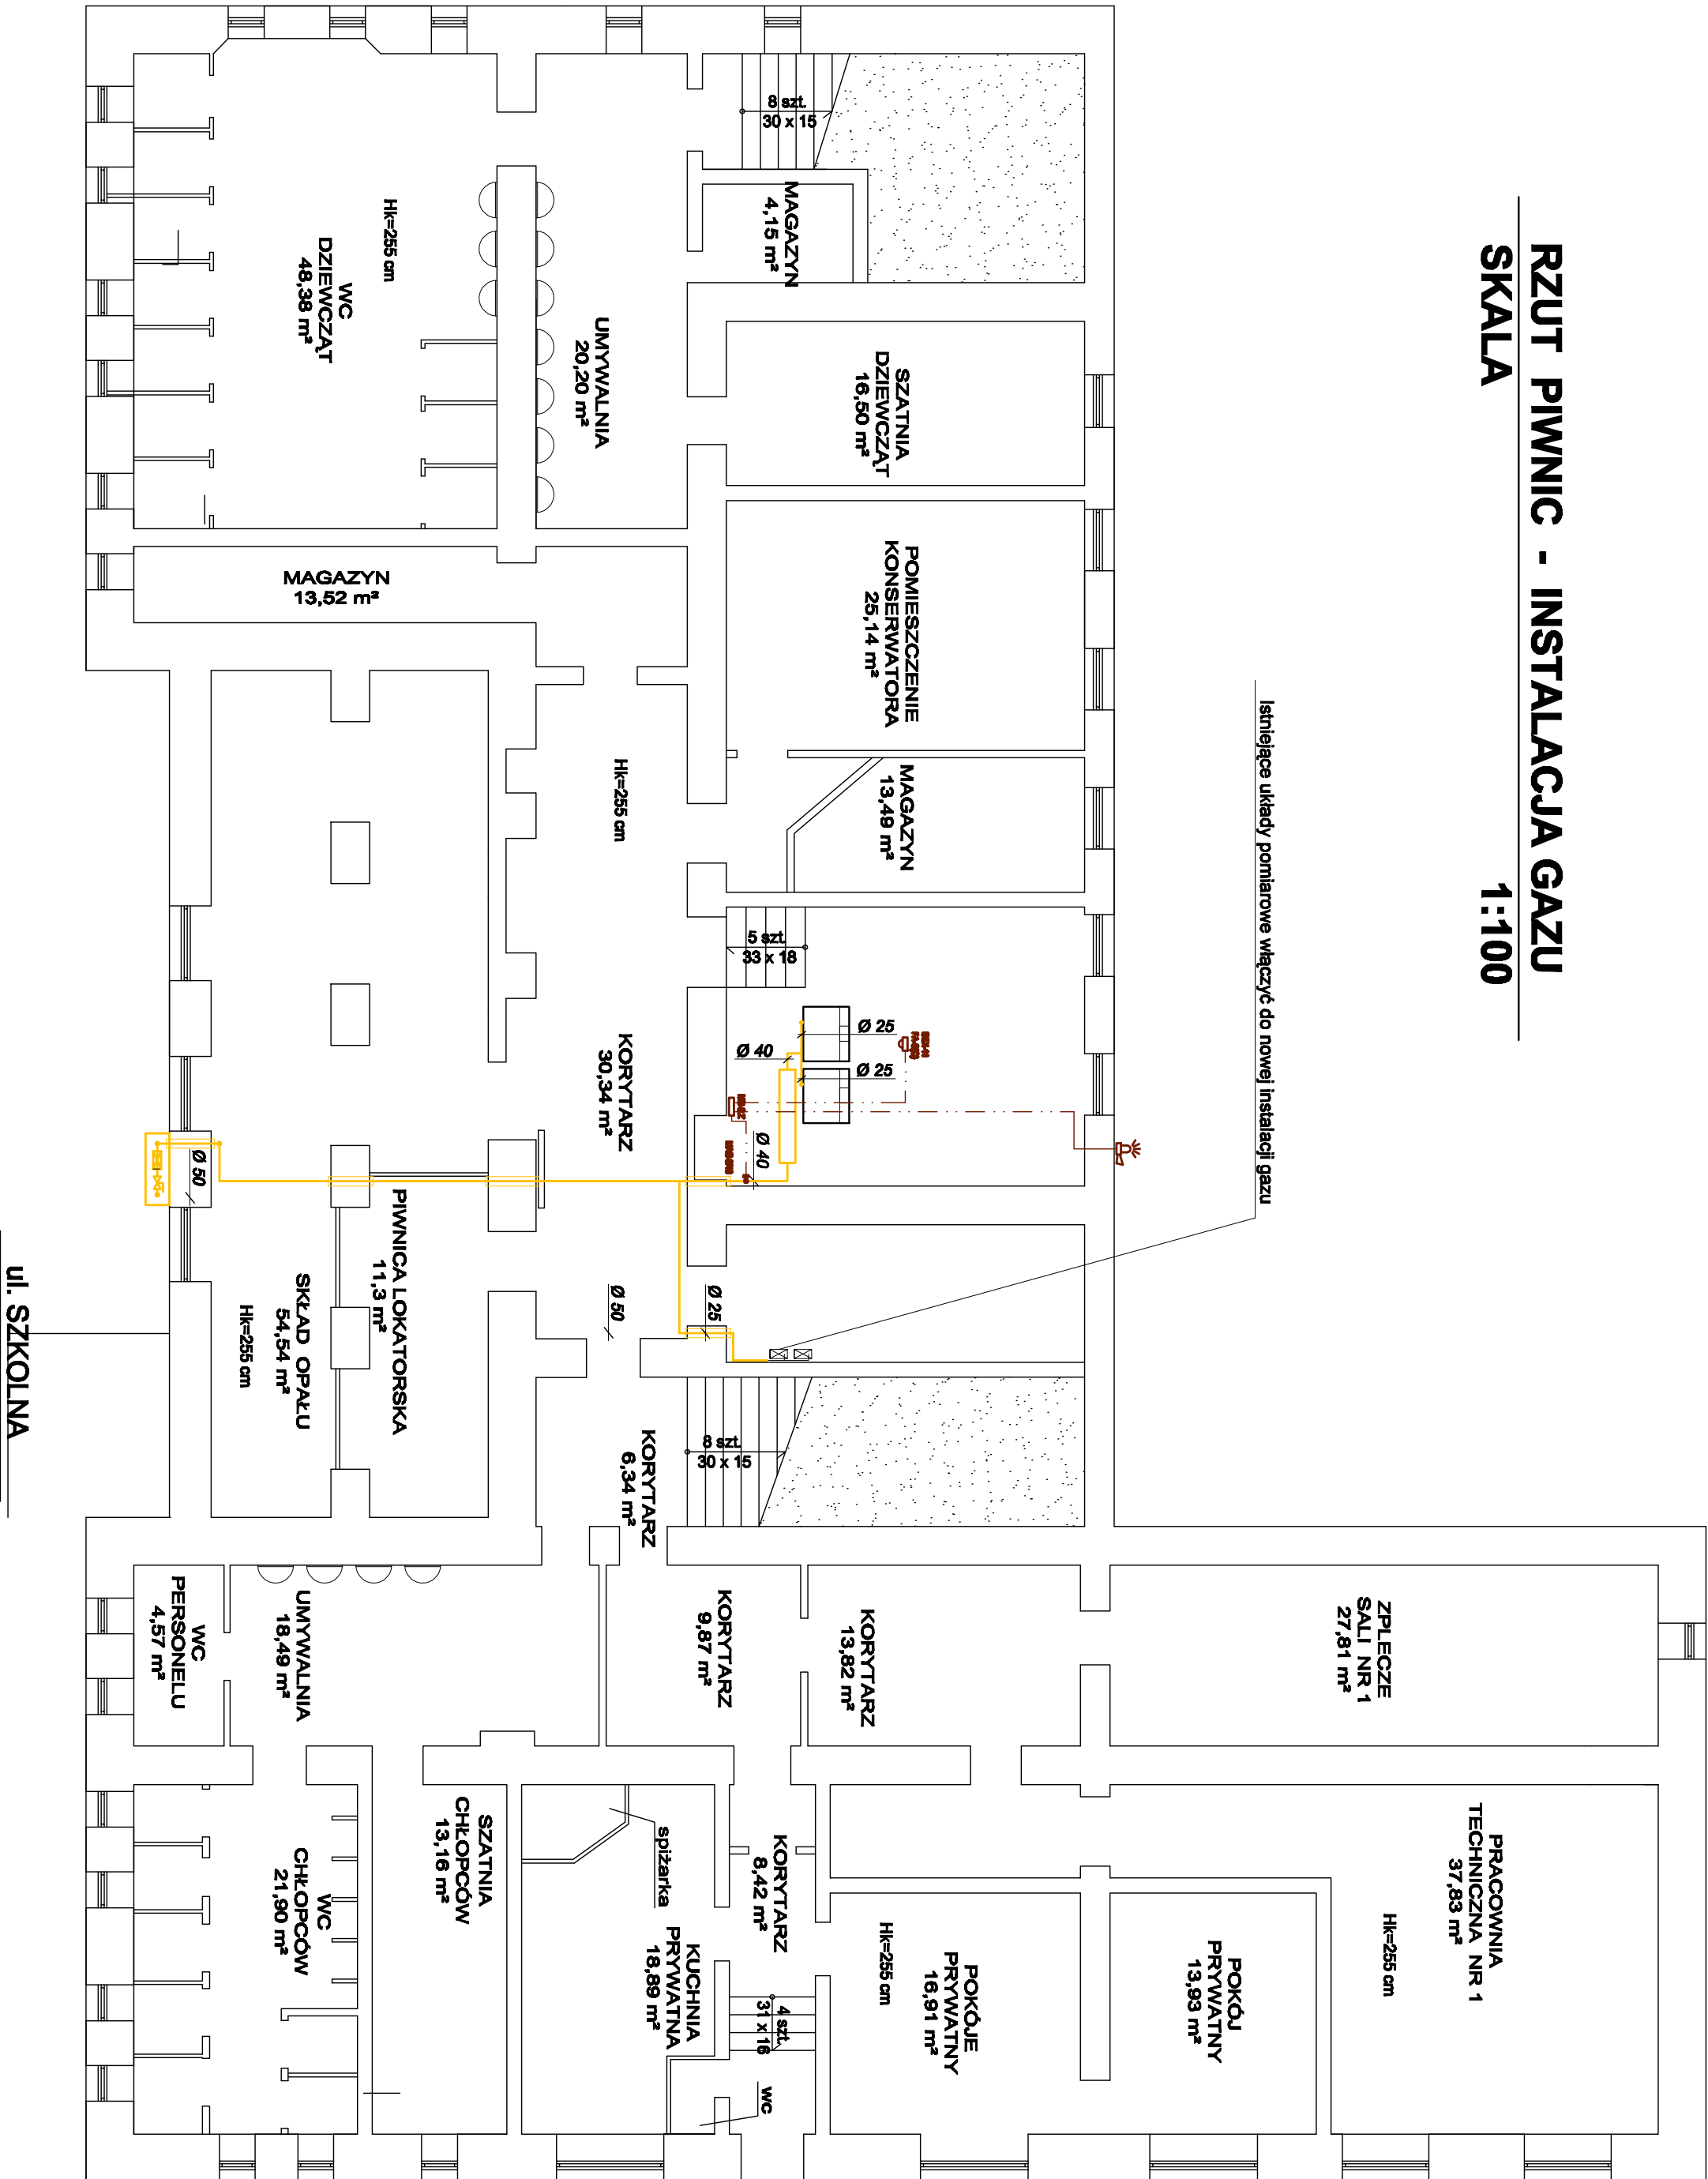 RZUT PIWNIC - INSTALACJA GAZU
SKALA 1:100
Istniejące układy pomiarowe włączyć do nowej instalacji gazu
8 szt.
30 x 15
MAGAZYN
4,15 m²
SZATNIA
DZIEWCZĄT
16,50 m²
POMIESZCZENIE
KONSERWATORA
25,14 m²
MAGAZYN
13,49 m²
5 szt.
33 x 18
Ø 25
Ø 25
Ø 40
Ø 40
UMYWALNIA
20,20 m²
Hk=255 cm
WC
DZIEWCZĄT
48,38 m²
MAGAZYN
13,52 m²
Hk=255 cm
KORYTARZ
30,34 m²
Ø 25
Ø 50
Ø 50
PIWNICA LOKATORSKA
11,3 m²
SKŁAD OPAŁU
54,54 m²
Hk=255 cm
ul. SZKOLNA
8 szt.
30 x 15
KORYTARZ
6,34 m²
ZPLECZE
SALI NR 1
27,81 m²
KORYTARZ
13,82 m²
KORYTARZ
9,87 m²
UMYWALNIA
18,49 m²
WC
PERSONELU
4,57 m²
PRACOWNIA
TECHNICZNA NR 1
37,83 m²
Hk=255 cm
POKÓJ
PRYWATNY
13,93 m²
POKÓJE
PRYWATNY
16,91 m²
Hk=255 cm
KORYTARZ
8,42 m²
4 szt.
31 x 16
wc
spiżarka
KUCHNIA
PRYWATNA
18,89 m²
SZATNIA
CHŁOPCÓW
13,16 m²
WC
CHŁOPCÓW
21,90 m²